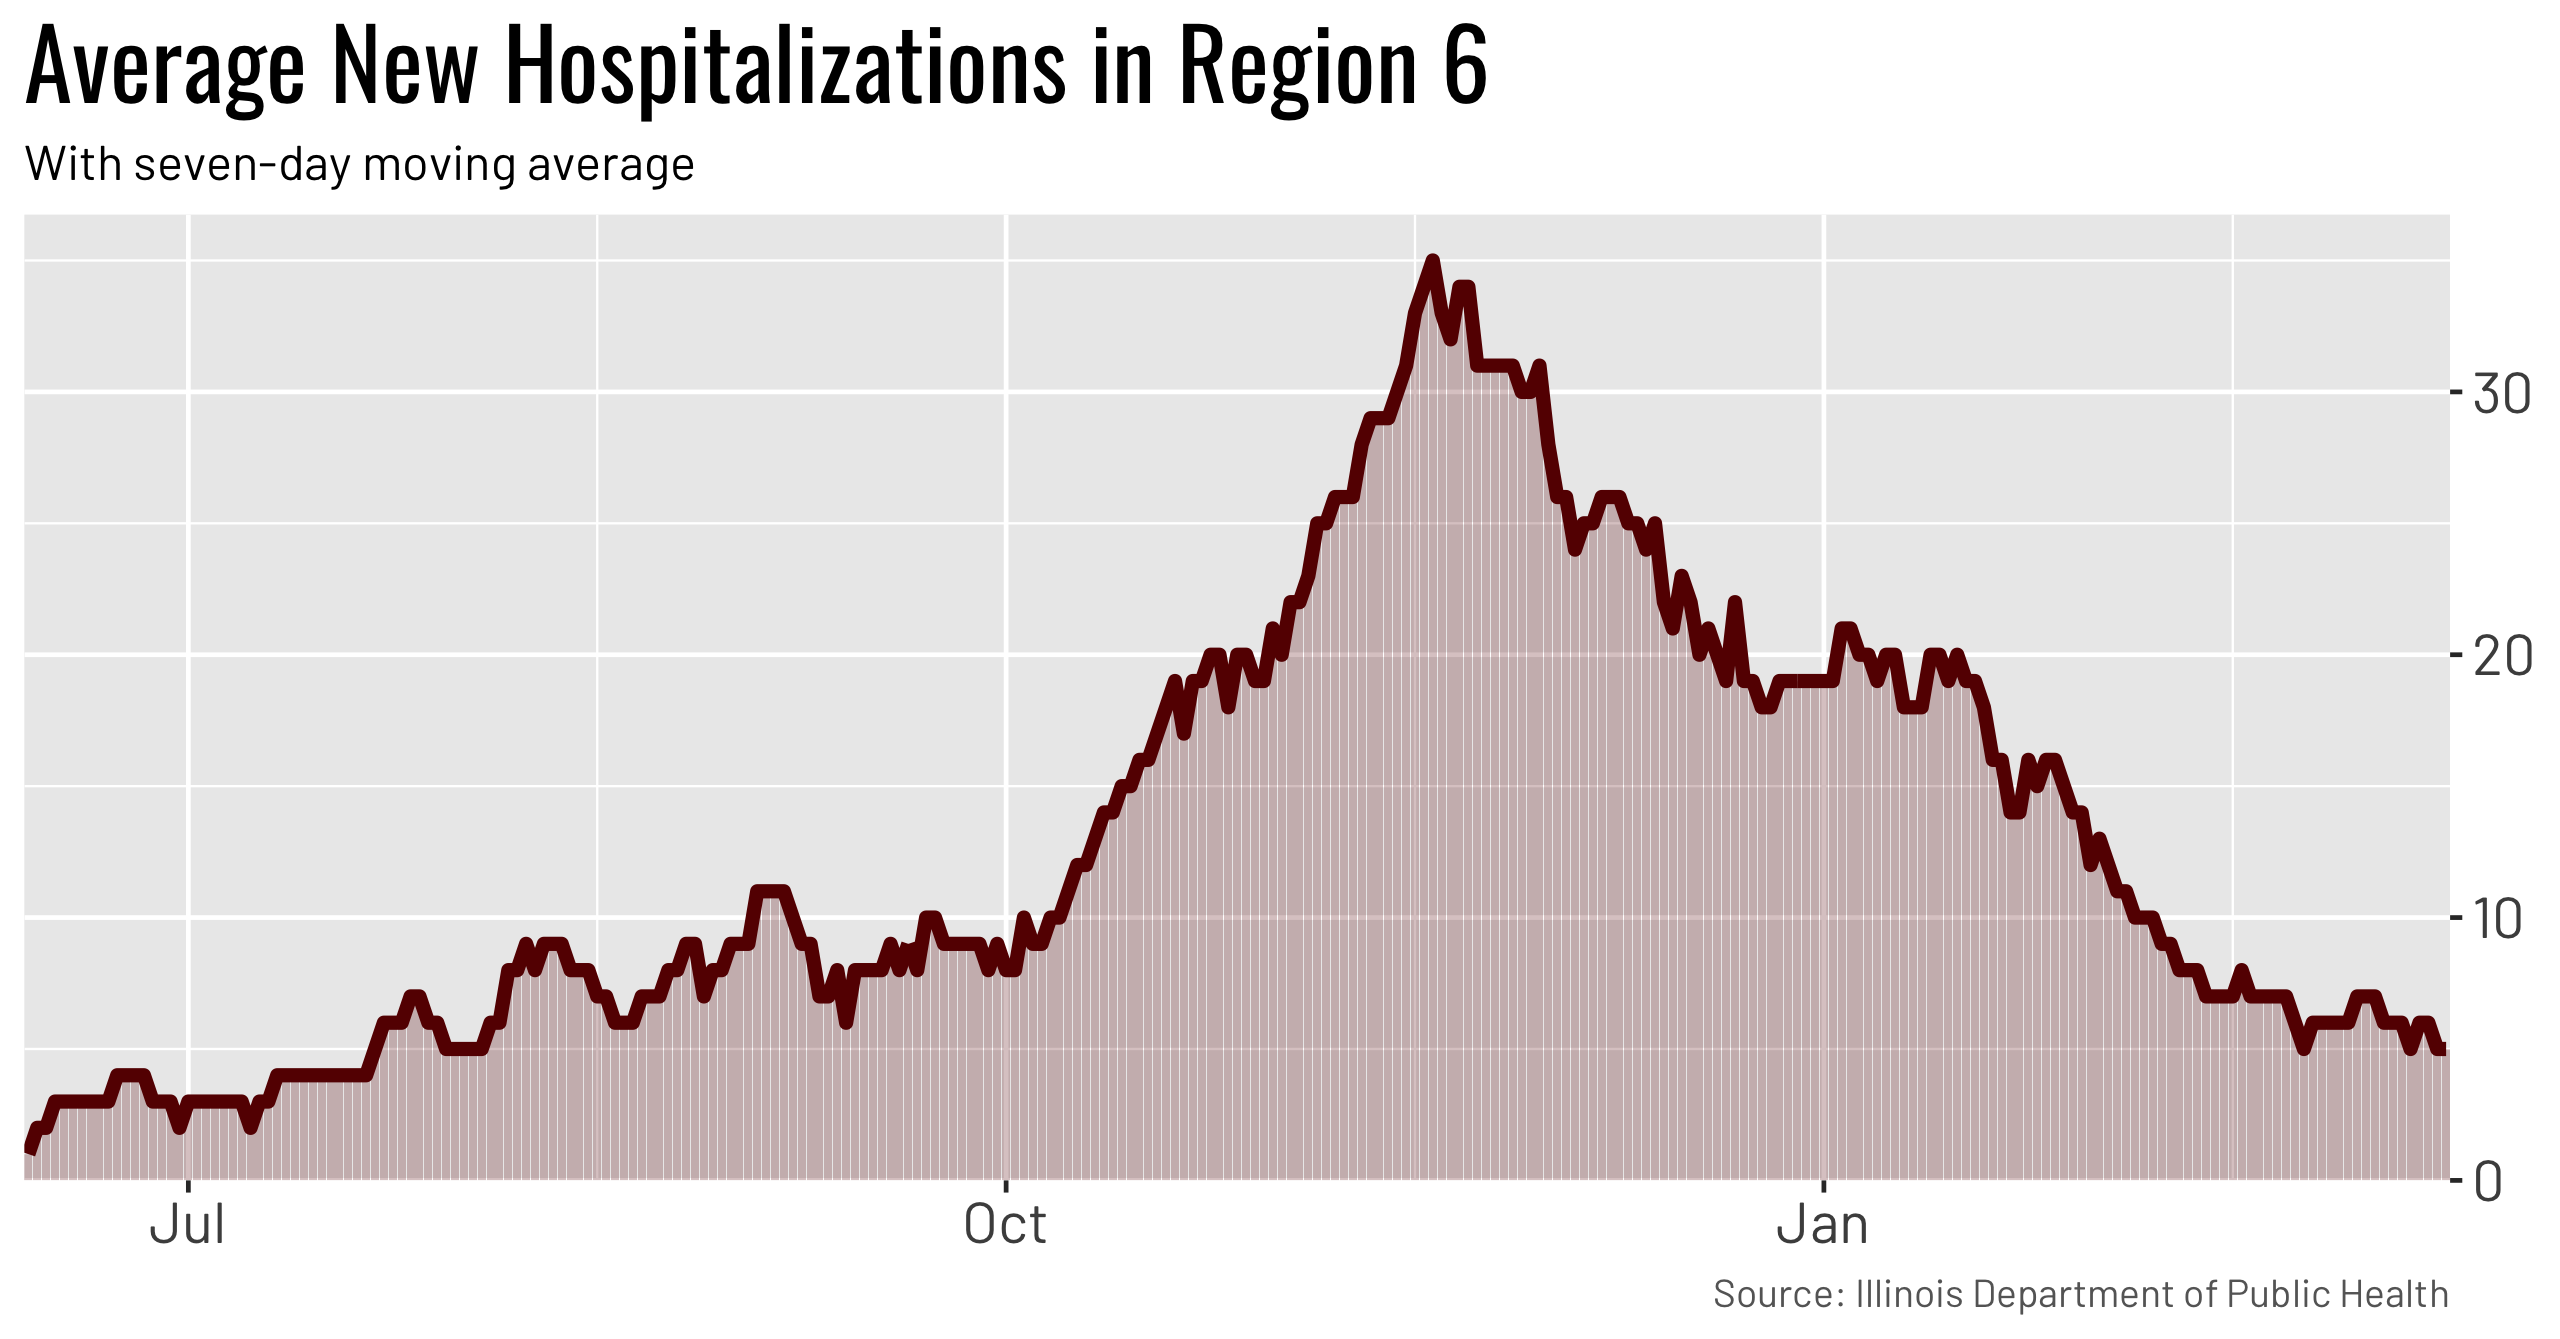 Average New Hospitalizations in Region 6
With seven-day moving average
30
20
10
0
Jul Oct Jan
Source: Illinois Department of Public Health